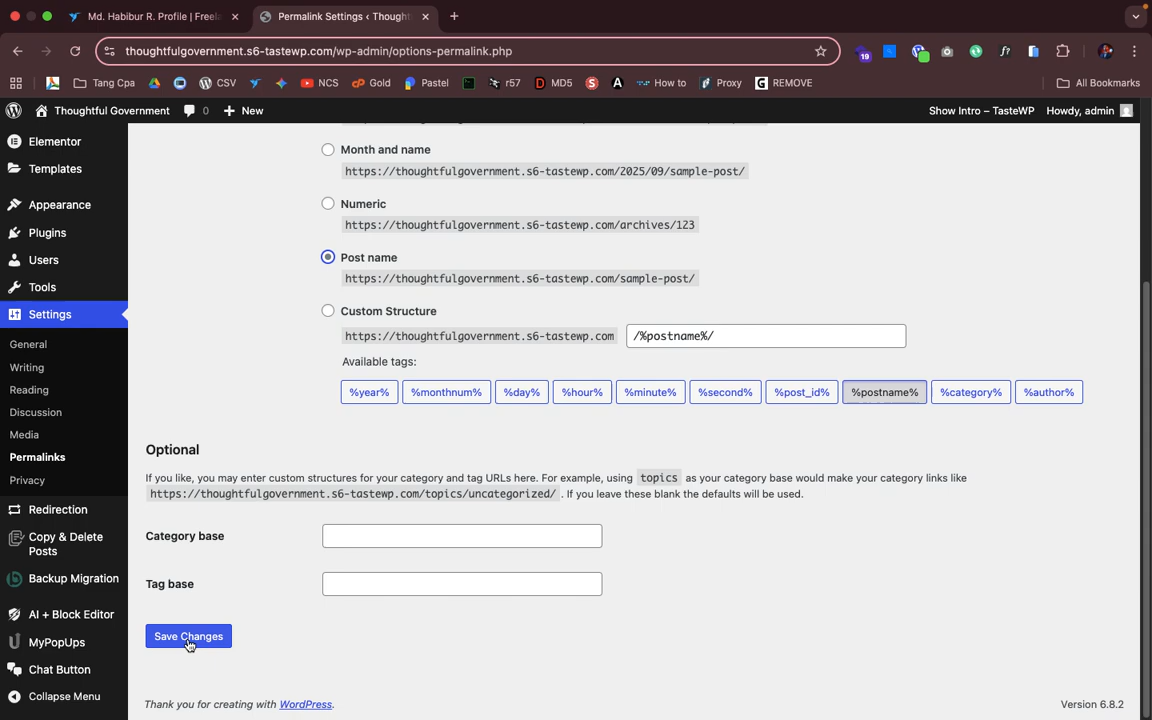 Md. Habibur R. Profile | Freela
Permalink Settings < Thought
thoughtfulgovernment.s6-tastewp.com/wp-admin/options-permalink.php
19
Tang Cpa
CSV
NCS
Gold
Pastel
r57
MD5
How to
Proxy
REMOVE
All Bookmarks
Thought­ful Government
0
New
Show Intro – TasteWP
Howdy, admin
Elementor
Templates
Appearance
Plugins
Users
Tools
Settings
General
Writing
Reading
Discussion
Media
Permalinks
Privacy
Redirection
Copy & Delete
Posts
Backup Migration
AI + Block Editor
MyPopUps
Chat Button
Collapse Menu
Month and name
https://thoughtfulgovernment.s6-tastewp.com/2025/09/sample-post/
Numeric
https://thoughtfulgovernment.s6-tastewp.com/archives/123
Post name
https://thoughtfulgovernment.s6-tastewp.com/sample-post/
Custom Structure
https://thoughtfulgovernment.s6-tastewp.com /%postname%/
Available tags:
%year% %monthnum% %day% %hour% %minute% %second% %post_id% %postname% %category% %author%
Optional
If you like, you may enter custom structures for your category and tag URLs here. For example, using topics as your category base would make your category links like
https://thoughtfulgovernment.s6-tastewp.com/topics/uncategorized/ . If you leave these blank the defaults will be used.
Category base
Tag base
Save Changes
Thank you for creating with WordPress.
Version 6.8.2